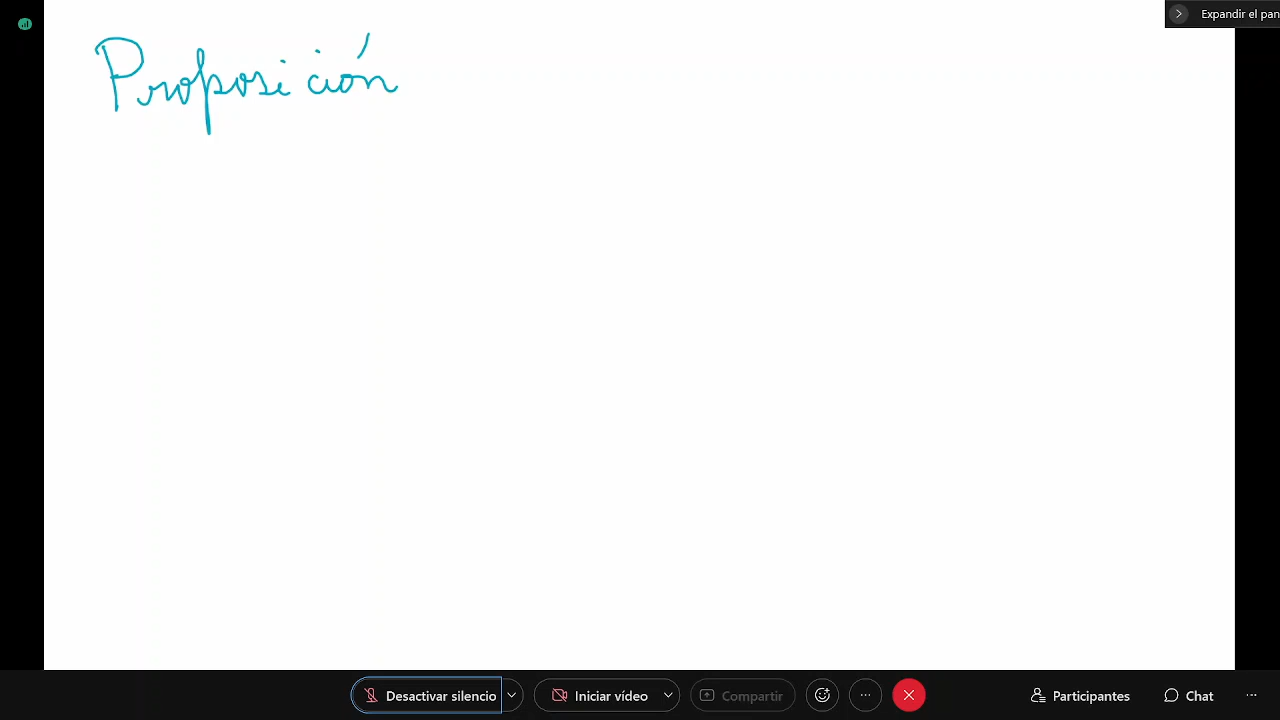 Expandir el pan
Proposición
Desactivar silencio
Iniciar vídeo
Compartir
Participantes
Chat